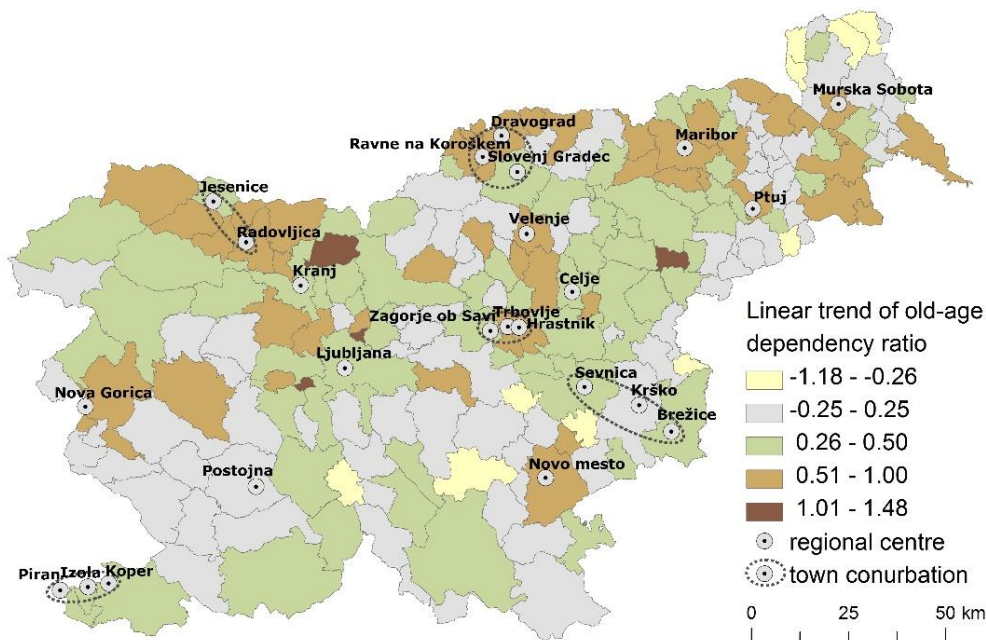 Murska Sobota
Dravograd
Ravne na Koroškem
Maribor
Slovenj Gradec
Jesenice
Ptuj
Velenje
Radovljica
Kranj
Celje
Zagorje ob Savi
Trbovlje
Hrastnik
Ljubljana
Sevnica
Nova Gorica
Krško
Brežice
Postojna
Novo mesto
Piran
Izola
Koper
Linear trend of old-age
dependency ratio
-1.18 - -0.26
-0.25 - 0.25
0.26 - 0.50
0.51 - 1.00
1.01 - 1.48
regional centre
town conurbation
0 25 50 km